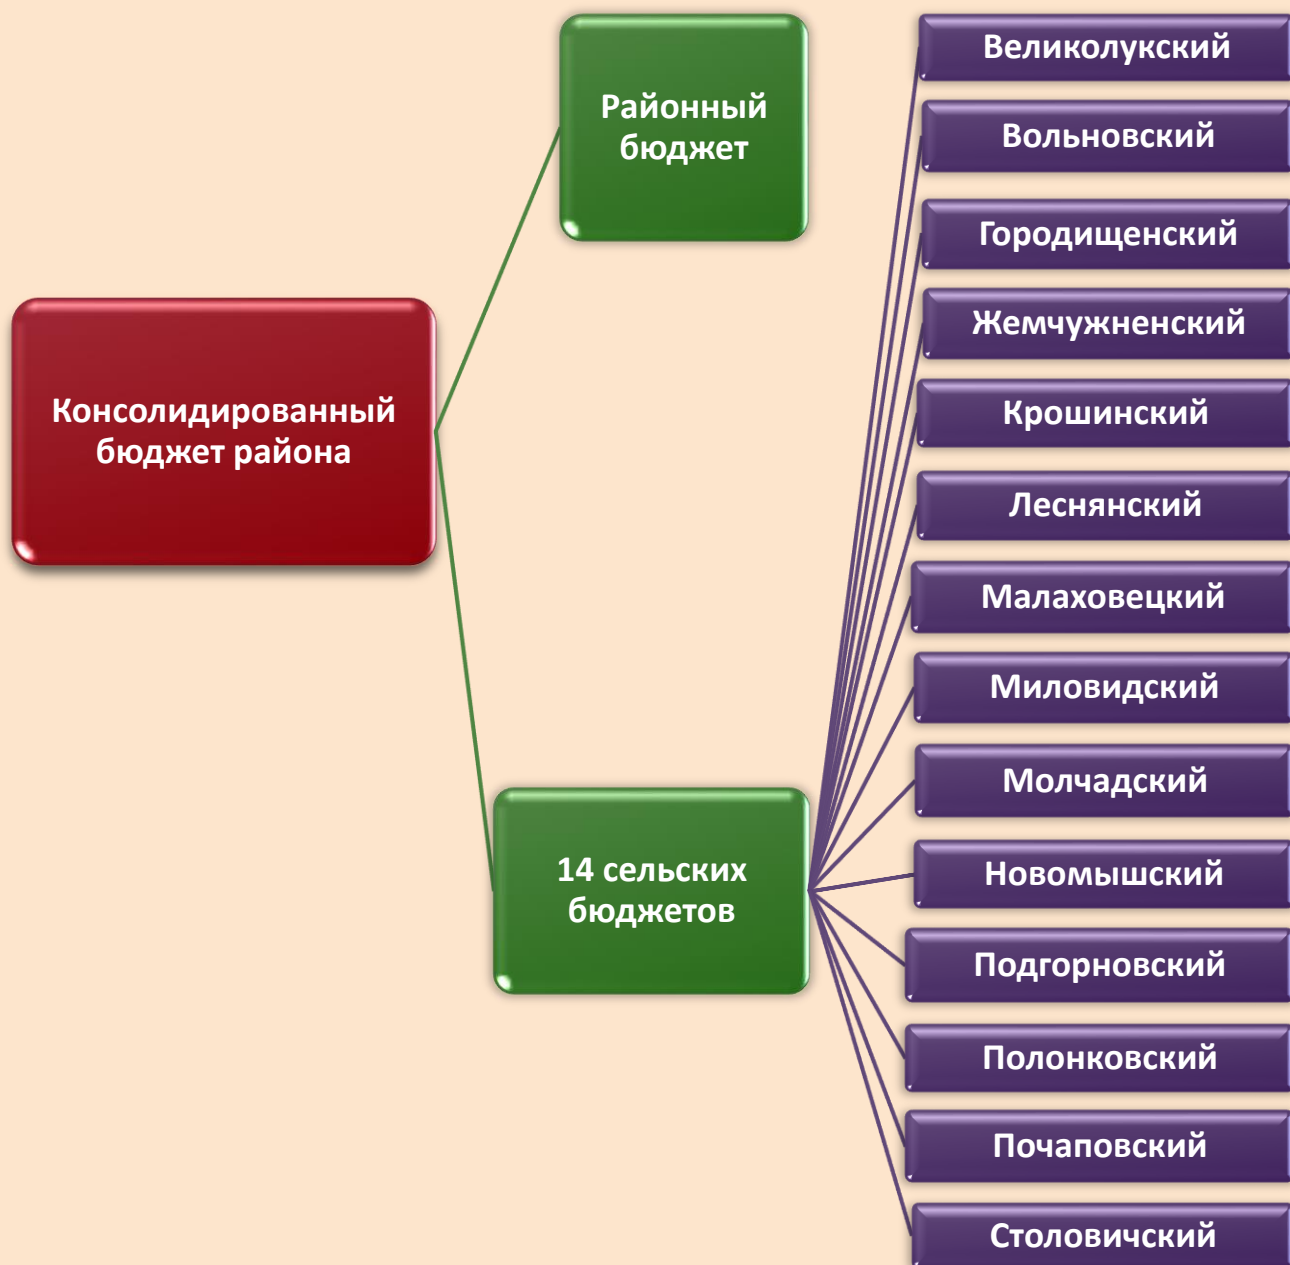 Консолидированный
бюджет района
Районный
бюджет
14 сельских
бюджетов
Великолукский
Вольновский
Городищенский
Жемчужненский
Крошинский
Леснянский
Малаховецкий
Миловидский
Молчадский
Новомышский
Подгорновский
Полонковский
Почаповский
Столовичский